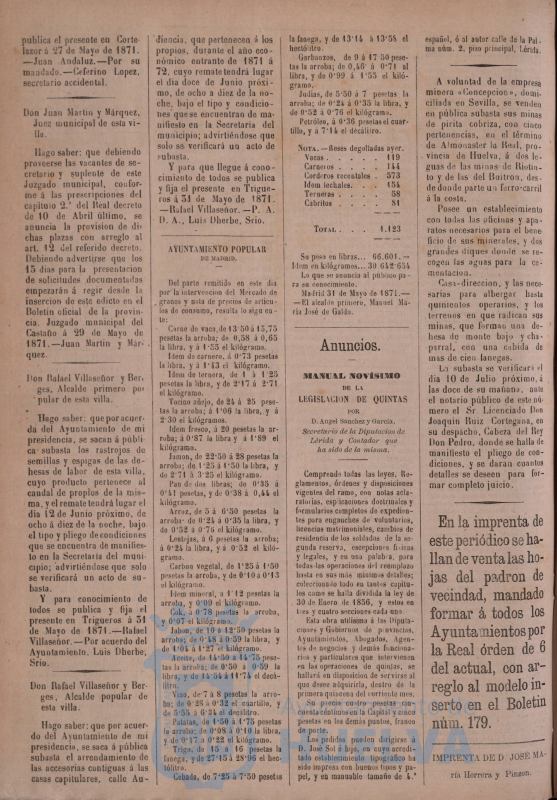 publica el presente en Corte-
lazor á 27 de Mayo de 1871.
—Juan Andaluz.—Por su
mandado.—Ceferino Lopez,
secretario accidental.
Don Juan Martin y Márquez,
Juez municipal de esta vi-
lla.
Hago saber: que debiendo
proveerse las vacantes de se-
cretario y suplente de este
Juzgado municipal, confor-
me á las prescripciones del
capitulo 2.° del Real decreto
de 10 de Abril último, se
anuncia la provision de di-
chas plazas con arreglo al
art. 12 del referido decreto.
Debiendo advertirse que los
15 dias para la presentacion
de solicitudes documentadas
empezarán á regir desde la
insercion de este edicto en el
Boletin oficial de la provin-
cia. Juzgado municipal del
Castaño á 29 de Mayo de
1871.—Juan Martin y Már-
quez.
Don Rafael Villaseñor y Ber-
ges, Alcalde primero po-
pular de esta villa.
Hago saber: que por acuer-
do del Ayuntamiento de mi
presidencia, se sacan á públi-
ca subasta los rastrojos de
semillas y espigas de las de-
hesas de labor de esta villa,
cuyo producto pertenece al
caudal de propios de la mis-
ma, y el remate tendrá lugar el
dia 12 de Junio próximo, de
ocho á diez de la noche, bajo
el tipo y pliego de condiciones
que se encuentra de manifies-
to en la Secretaría del muni-
cipio; advirtiéndose que solo
se verificará un acto de su-
basta.
Y para conocimiento de
todos se publica y fija el
presente en Trigueros á 31
de Mayo de 1871.—Rafael
Villaseñor.—Por acuerdo del
Ayuntamiento. Luis Dherbe,
Srio.
Don Rafael Villaseñor y Ber-
ges, Alcalde popular de
esta villa.
Hago saber: que por acuer-
do del Ayuntamiento de mi
presidencia, se saca á pública
subasta el arrendamiento de
las accesorias contiguas á las
casas capitulares, calle Au-
diencia, que pertenecen á los
propios, durante el año eco-
nómico entrante de 1871 á
72, cuyo remate tendrá lugar
el dia doce de Junio próxi-
mo, de ocho á diez de la no-
che, bajo el tipo y condicio-
nes que se encuentran de ma-
nifiesto en la Secretaría del
municipio; advirtiéndose que
solo se verificará un acto de
subasta.
Y para que llegue á cono-
cimiento de todos se publica
y fija el presente en Trigue-
ros á 31 de Mayo de 1871.
—Rafael Villaseñor.—P. A.
D. A., Luis Dherbe, Srio.
AYUNTAMIENTO POPULAR
DE MADRID.
Del parte remitido en este dia
por la intervencion del Mercado de
granos y nota de precios de articu-
los de consumo, resulta lo siguien-
te:
Carne de vaca, de 13'50 á 15,75
pesetas la arroba; de 0,58 á 0,65
la libra, y á 1'55 el kilógramo.
Idem de carnero, á 0'73 pesetas
la libra, y á 1'43 el kilógramo.
Idem de ternera, de 1 á 1'25
pesetas la libra, y de 2'17 á 2'71
el kilógramo.
Tocino añejo, de 24 á 25 pese-
tas la arroba; á 1'06 la libra, y á
2'30 el kilógramos.
Idem fresco, á 20 pesetas la ar-
roba; á 0'87 la libra y á 1'89 el
kilógramo.
Jamon, de 22'50 á 28 pesetas la
arroba; de 1'25 á 1'50 la libra, y
de 2'71 á 3'25 el kilógramo.
Pan de dos libras, de 0'35 á
0'41 pesetas, y de 0'38 á 0,44 el
kilógramo.
Arroz, de 5 á 6'50 pesetas la
arroba; de 0'24 á 0'35 la libra, y
de 0'52 á 0'76 el kilógramo.
Lentejas, á 6 pesetas la arroba;
á 0'24 la libra, y á 0'52 el kiló-
gramo.
Carbon vegetal, de 1'25 á 1'50
pesetas la arroba, y de 0'10 á 0'13
el kilógramo.
Idem mineral, á 1'12 pesetas la
arroba, y 0'09 el kilógramo.
Cok, á 0'78 pesetas la arroba,
y 0'07 el kilógramo.
Jabon, de 10 á 12'50 pesetas la
arroba; de 0'48 á 0'59 la libra, y
de 1'04 á 1'27 el kilógramo.
Aceite, de 14'50 á 14'75 pese-
tas la arroba; de 0'50 á 0'59 la
libra, y de 14'54 á 14'74 el decá-
litro.
Vino, de 7 á 8 pesetas la arro-
ba; de 0'28 á 0'32 el cuartillo, y
de 5'55 á 6'34 el decálitro.
Patatas, de 1'50 á 1'75 pesetas
la arroba; de 0'08 á 0'10 la libra,
y de 0'17 á 0'22 el kilógramo.
Trigo, de 15 á 16 pesetas la
fanega, y de 27'15 á 28'96 el hec-
tólitro.
Cebada, de 7'25 á 7'50 pesetas
la fanega, y de 13'14 á 13'58 el
hectólitro.
Garbanzos, de 9 á 17'50 pese-
tas la arroba; de 0,46 á 0'71 la
libra, y de 0'99 á 1'55 el kiló-
gramo.
Judías, de 5'50 á 7 pesetas la
arroba; de 0'24 á 0'35 la libra, y
de 0'52 á 0'76 el kilógramo.
Petróleo, á 0'36 pesetas el cuar-
tillo, y á 7'14 el decálitro.
NOTA.—Reses degolladas ayer.
Vacas . . . . 119
Carneros . . . . 144
Corderos recentales . 573
Idem lechales. . . 154
Terneras . . . . 58
Cabritos . . . . 81
TOTAL. . . . 1.123
Su peso en libras... 66.601.—
Idem en kilógramos... 30 642'654
Lo que se anuncia al público pa-
ra su conocimiento.
Madrid 31 de Mayo de 1871.—
El alcalde primero, Manuel Ma-
ría José de Galdo.
Anuncios.
MANUAL NOVÍSIMO
DE LA
LEGISLACION DE QUINTAS
POR
D. Angel Sanchez y Garcia,
Secretario de la Diputacion de
Lérida y Contador que
ha sido de la misma.
Comprende todas las leyes, Re-
glamentos, órdenes y disposiciones
vigentes del ramo, con notas acla-
ratorias, esplicaciones doctrinales y
formularios completos de expedien-
tes para enganches de voluntarios,
licencias matrimoniales, cambios de
residencia de los soldados de la se-
gunda reserva, excepciones físicas
y legales, y en una palabra, para
todas las operaciones del reemplazo
hasta en sus más mínimos detalles;
coleccionado todo en tantos capítu-
los como se halla dividida la ley de
30 de Enero de 1856, y estos en
tres y cuatro secciones cada uno.
Esta obra utilísima á las Diputa-
ciones y Gobiernos de provincias,
Ayuntamientos, Abogados, Agen-
tes de negocios y demás funciona-
rios y particulares que intervienen
en las operaciones de quintas, se
hallará en disposicion de servirse al
que desee adquirirla, dentro de la
primera quincena del corriente mes.
Su precio cuatro pesetas cin-
cuenta céntimos en la Capital y cinco
pesetas en los demás puntos, franco
de porte.
Los pedidos pueden dirigirse á
D. José Sol é hijo, en cuyo acredi-
tado establecimiento tipográfico ha
sido impresa con buenos tipos y pa-
pel, y en manuable tamaño de 4.°
español, ó al autor calle de la Pal-
ma núm. 2, piso principal, Lérida.
A voluntad de la empresa
minera «Concepcion», domi-
ciliada en Sevilla, se venden
en pública subasta sus minas
de pirita cobriza, con cinco
pertenencias, en el término
de Almonaster la Real, pro-
vincia de Huelva, á dos le-
guas de las minas de Riotin-
to y de las del Buitron, des-
de donde parte un ferro-carril
á la costa.
Posee un establecimiento
con todas las oficinas y apa-
ratos necesarios para el bene-
ficio de sus minerales, y dos
grandes diques donde se re-
cogen las aguas para la ce-
mentacion.
Casa-direccion, y las nece-
sarias para albergar hasta
quinientos operarios, y los
terrenos en que radican sus
minas, que forman una de-
hesa de monte bajo y cha-
parral, con una cabida de
mas de cien fanegas.
La subasta se verificará el
dia 10 de Julio próximo, á
las doce de su mañana, ante
el notario público de este nú-
mero el Sr. Licenciado Don
Joaquin Ruiz Cortegana, en
su despacho, Cabeza del Rey
Don Pedro, donde se halla de
manifiesto el pliego de con-
diciones, y se darán cuantos
detalles se deseen para for-
mar completo juicio.
En la imprenta de
este periódico se ha-
llan de venta las ho-
jas del padron de
vecindad, mandado
formar á todos los
Ayuntamientos por
la Real órden de 6
del actual, con ar-
reglo al modelo in-
serto en el Boletin
núm. 179.
IMPRENTA DE D. JOSÉ MA-
ría Herrera y Pinzon.